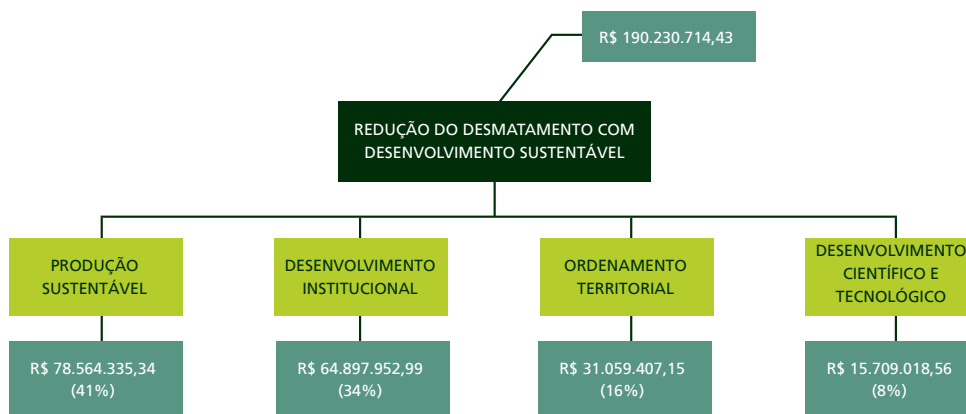 R$ 190.230.714,43
REDUÇÃO DO DESMATAMENTO COM
DESENVOLVIMENTO SUSTENTÁVEL
PRODUÇÃO
SUSTENTÁVEL
DESENVOLVIMENTO
INSTITUCIONAL
ORDENAMENTO
TERRITORIAL
DESENVOLVIMENTO
CIENTÍFICO E
TECNOLÓGICO
R$ 78.564.335,34
(41%)
R$ 64.897.952,99
(34%)
R$ 31.059.407,15
(16%)
R$ 15.709.018,56
(8%)